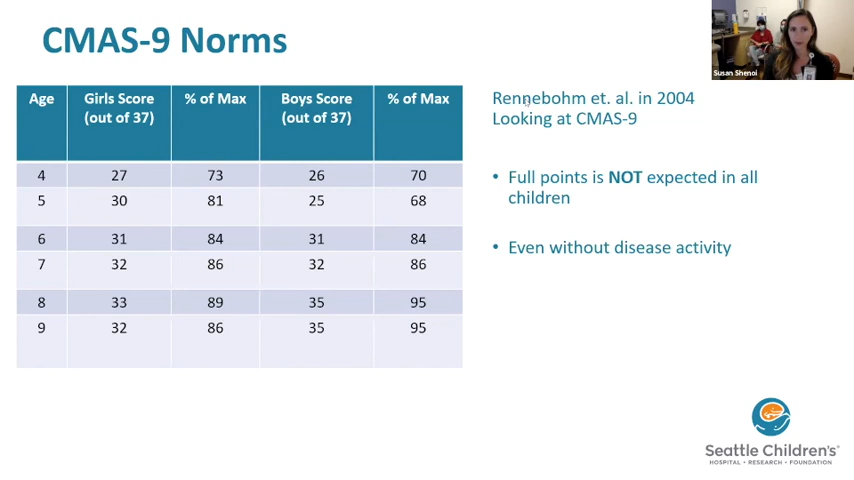 CMAS-9 Norms
Susan Shenoi
Age Girls Score (out of 37) % of Max Boys Score (out of 37) % of Max
4 27 73 26 70
5 30 81 25 68
6 31 84 31 84
7 32 86 32 86
8 33 89 35 95
9 32 86 35 95
Rennebohm et. al. in 2004
Looking at CMAS-9
• Full points is NOT expected in all
children
• Even without disease activity
Seattle Children's®
HOSPITAL • RESEARCH • FOUNDATION